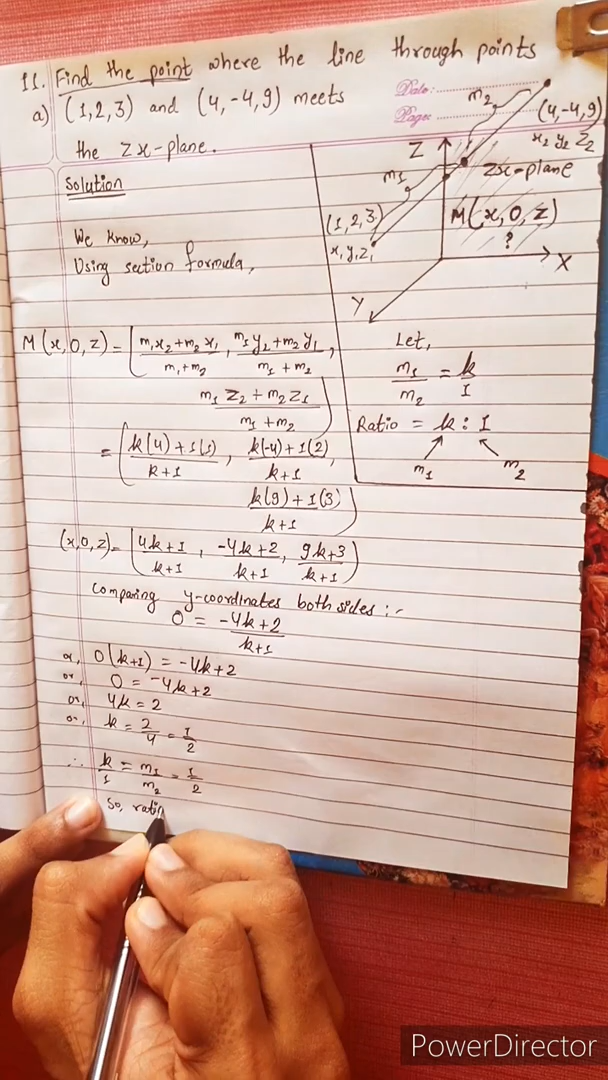 11. Find the point where the line through points
a) (1,2,3) and (4,-4,9) meets
the Zx-plane.
Date:
Page:
m2
(4,-4,9)
x2 y2 Z2
Z
Zx-plane
m1
(1,2,3)
x1 y1 z1
M(x,0,z)
?
X
Y
Solution
We know,
Using section formula,
M(x,0,z) = (m1x2+m2x1/m1+m2, m1y2+m2y1/m1+m2,
m1z2+m2z1/m1+m2)
= (k(4)+1(1)/k+1, k(-4)+1(2)/k+1,
k(9)+1(3)/k+1)
(x,0,z) = (4k+1/k+1, -4k+2/k+1, 9k+3/k+1)
Comparing y-coordinates both sides:-
0 = -4k+2/k+1
or, 0(k+1) = -4k+2
or, 0 = -4k+2
or, 4k = 2
or, k = 2/4 = 1/2
∴ k/1 = m1/m2 = 1/2
So, ratio
Let,
m1/m2 = k/1
Ratio = k : 1
m1 m2
PowerDirector